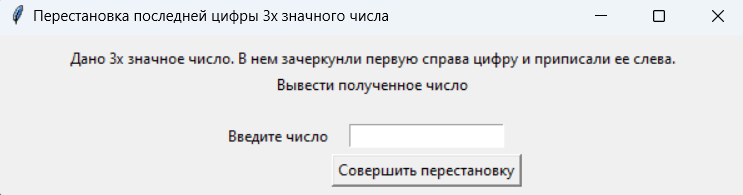 Перестановка последней цифры 3х значного числа
Дано 3х значное число. В нем зачеркунли первую справа цифру и приписали ее слева.
Вывести полученное число
Введите число
Совершить перестановку